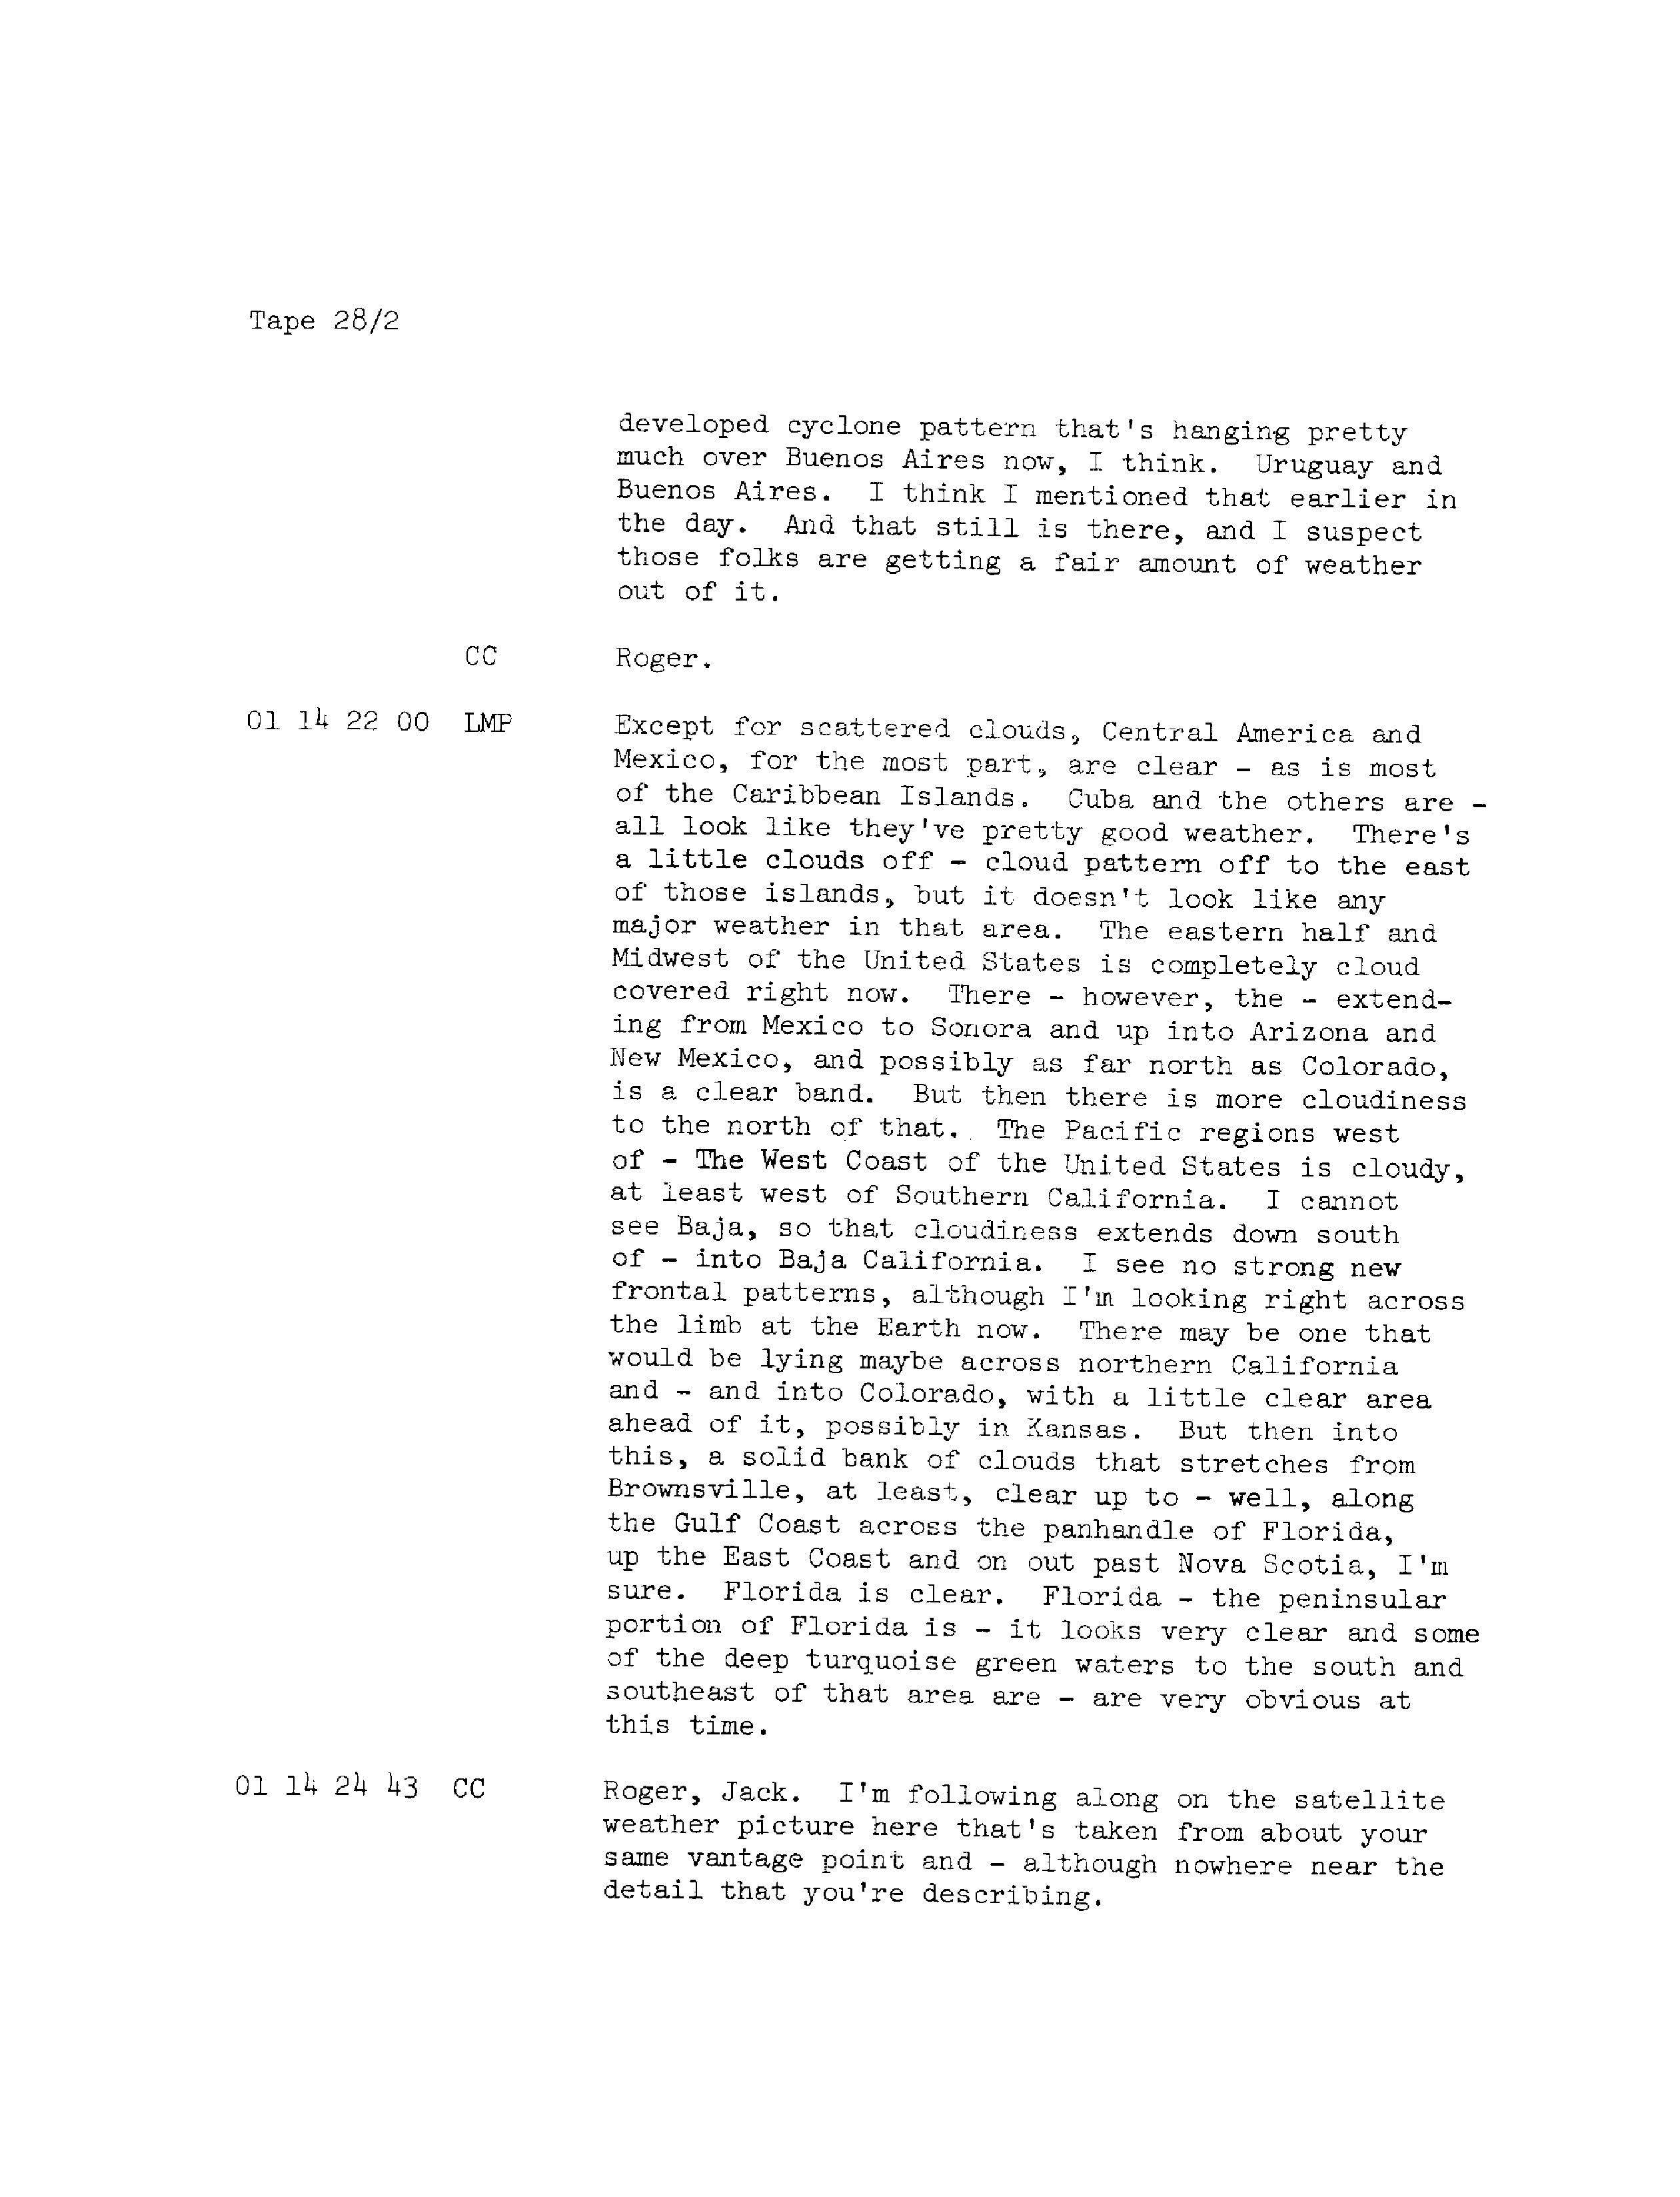 Tape 28/2
developed cyclone pattern that's hanging pretty
much over Buenos Aires now, I think. Uruguay and
Buenos Aires. I think I mentioned that earlier in
the day. And that still is there, and I suspect
those folks are getting a fair amount of weather
out of it.
CC Roger.
01 14 22 00 LMP Except for scattered clouds, Central America and
Mexico, for the most part, are clear - as is most
of the Caribbean Islands. Cuba and the others are -
all look like they've pretty good weather. There's
a little clouds off - cloud pattern off to the east
of those islands, but it doesn't look like any
major weather in that area. The eastern half and
Midwest of the United States is completely cloud
covered right now. There - however, the - extend-
ing from Mexico to Sonora and up into Arizona and
New Mexico, and possibly as far north as Colorado,
is a clear band. But then there is more cloudiness
to the north of that. The Pacific regions west
of - The West Coast of the United States is cloudy,
at least west of Southern California. I cannot
see Baja, so that cloudiness extends down south
of - into Baja California. I see no strong new
frontal patterns, although I'm looking right across
the limb at the Earth now. There may be one that
would be lying maybe across northern California
and - and into Colorado, with a little clear area
ahead of it, possibly in Kansas. But then into
this, a solid bank of clouds that stretches from
Brownsville, at least, clear up to - well, along
the Gulf Coast across the panhandle of Florida,
up the East Coast and on out past Nova Scotia, I'm
sure. Florida is clear. Florida - the peninsular
portion of Florida is - it looks very clear and some
of the deep turquoise green waters to the south and
southeast of that area are - are very obvious at
this time.
01 14 24 43 CC Roger, Jack. I'm following along on the satellite
weather picture here that's taken from about your
same vantage point and - although nowhere near the
detail that you're describing.